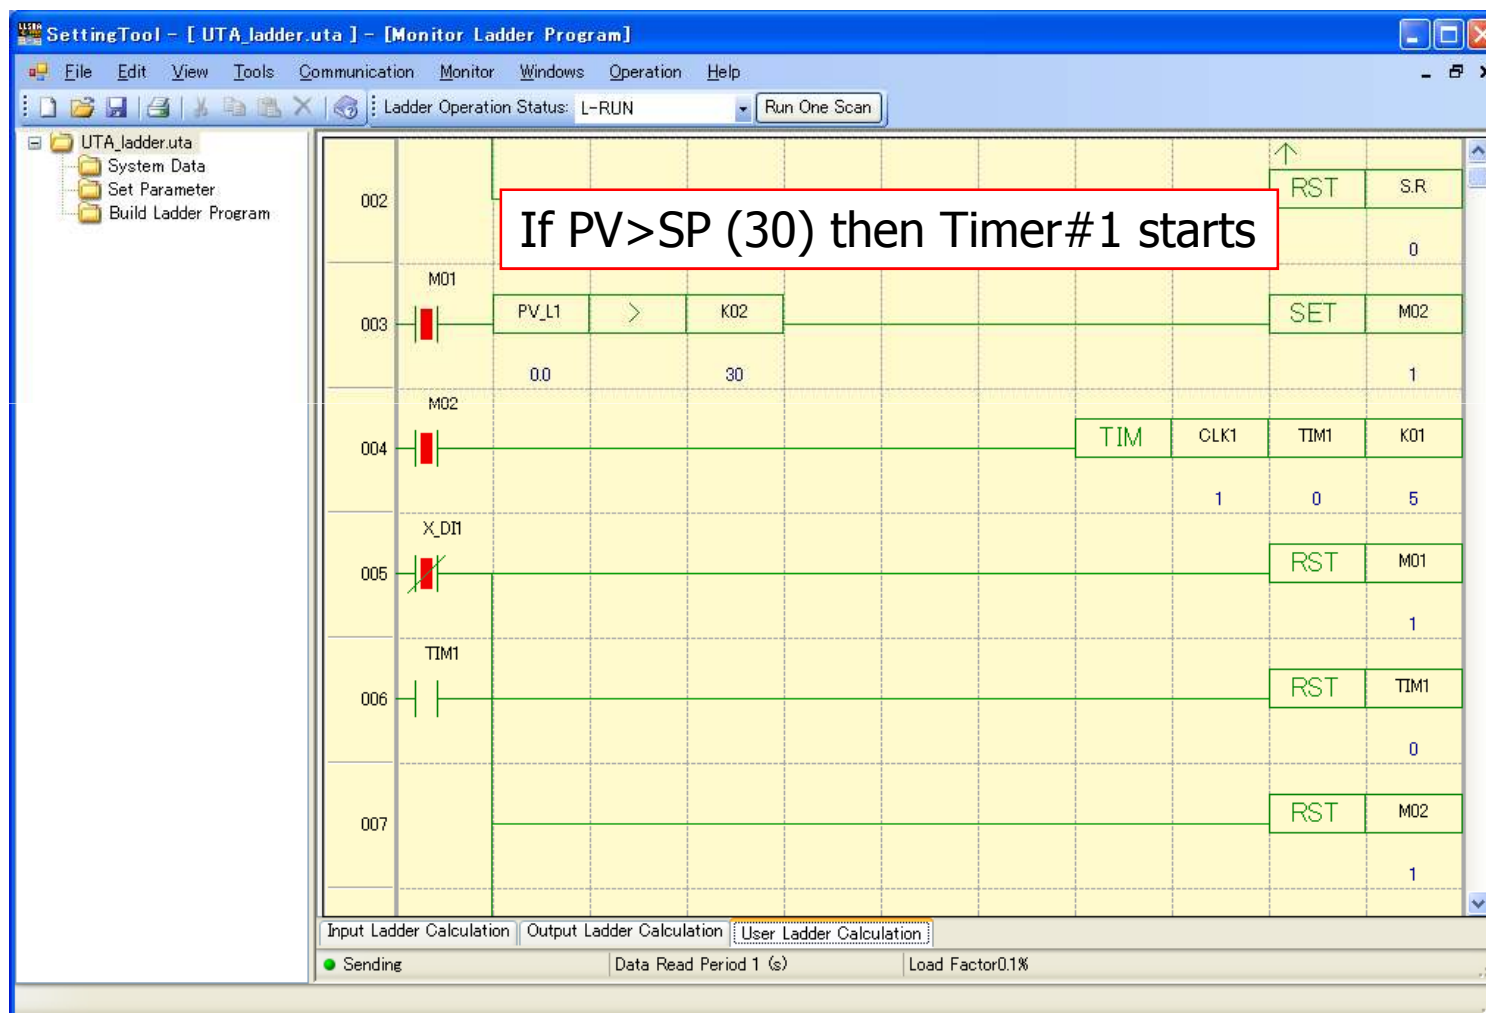 SettingTool - [ UTA_ladder.uta ] - [Monitor Ladder Program]
File Edit View Tools Communication Monitor Windows Operation Help
Ladder Operation Status: L-RUN Run One Scan
UTA_ladder.uta
System Data
Set Parameter
Build Ladder Program
002 RST S.R
If PV>SP (30) then Timer#1 starts
0
M01
003 PV_L1 > K02 SET M02
0.0 30 1
M02
004 TIM CLK1 TIM1 K01
1 0 5
X_DI1
005 RST M01
1
TIM1
006 RST TIM1
0
007 RST M02
1
Input Ladder Calculation Output Ladder Calculation User Ladder Calculation
Sending Data Read Period 1 (s) Load Factor0.1%